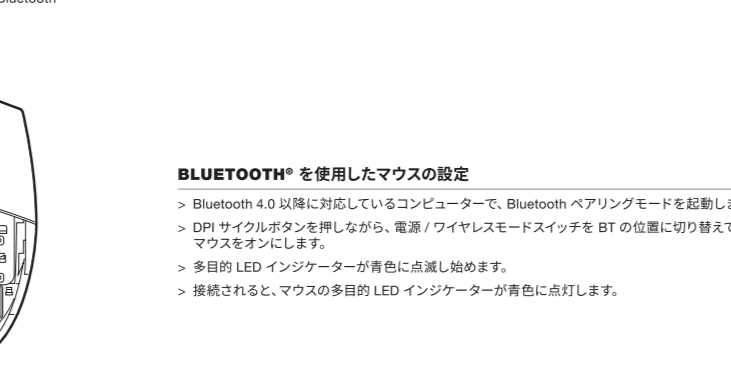 Bluetooth
BLUETOOTH® を使用したマウスの設定
> Bluetooth 4.0 以降に対応しているコンピューターで、Bluetooth ペアリングモードを起動しま
> DPI サイクルボタンを押しながら、電源 / ワイヤレスモードスイッチを BT の位置に切り替えて
マウスをオンにします。
> 多目的 LED インジケーターが青色に点滅し始めます。
> 接続されると、マウスの多目的 LED インジケーターが青色に点灯します。